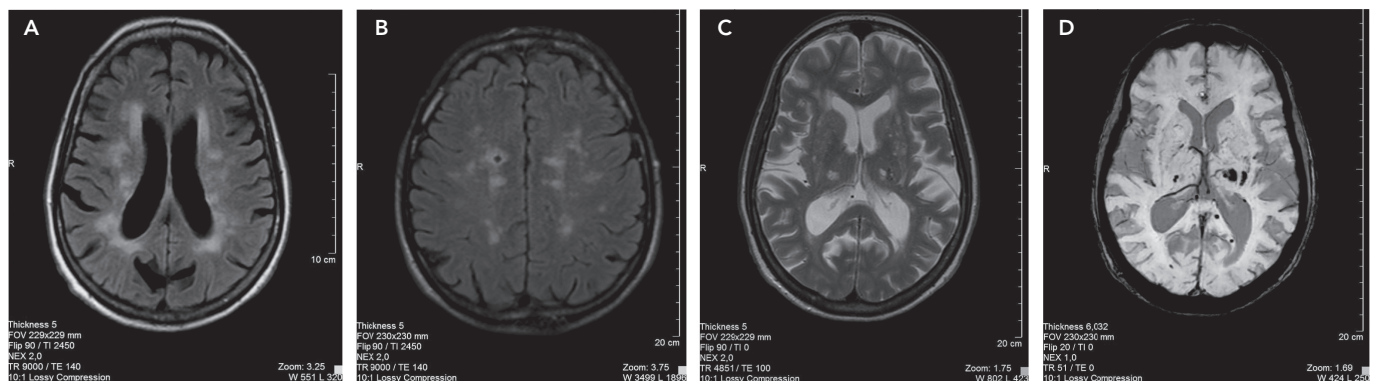 A
R
10 cm
Thickness 5
FOV 229x229 mm
Flip 90 / TI 2450
NEX 2,0
TR 9000 / TE 140
10:1 Lossy Compression
Zoom: 3.25
W 551 L 320
B
20 cm
Thickness 5
FOV 230x230 mm
Flip 90 / TI 2450
NEX 2,0
TR 9000 / TE 140
10:1 Lossy Compression
Zoom: 3.75
W 3499 L 1896
C
R
20 cm
Thickness 5
FOV 229x229 mm
Flip 90 / TI 0
NEX 2,0
TR 4851 / TE 100
10:1 Lossy Compression
Zoom: 1.75
W 802 L 423
D
R
20 cm
Thickness 6,032
FOV 230x230 mm
Flip 20 / TI 0
NEX 1,0
TR 51 / TE 0
10:1 Lossy Compression
Zoom: 1.69
W 424 L 250